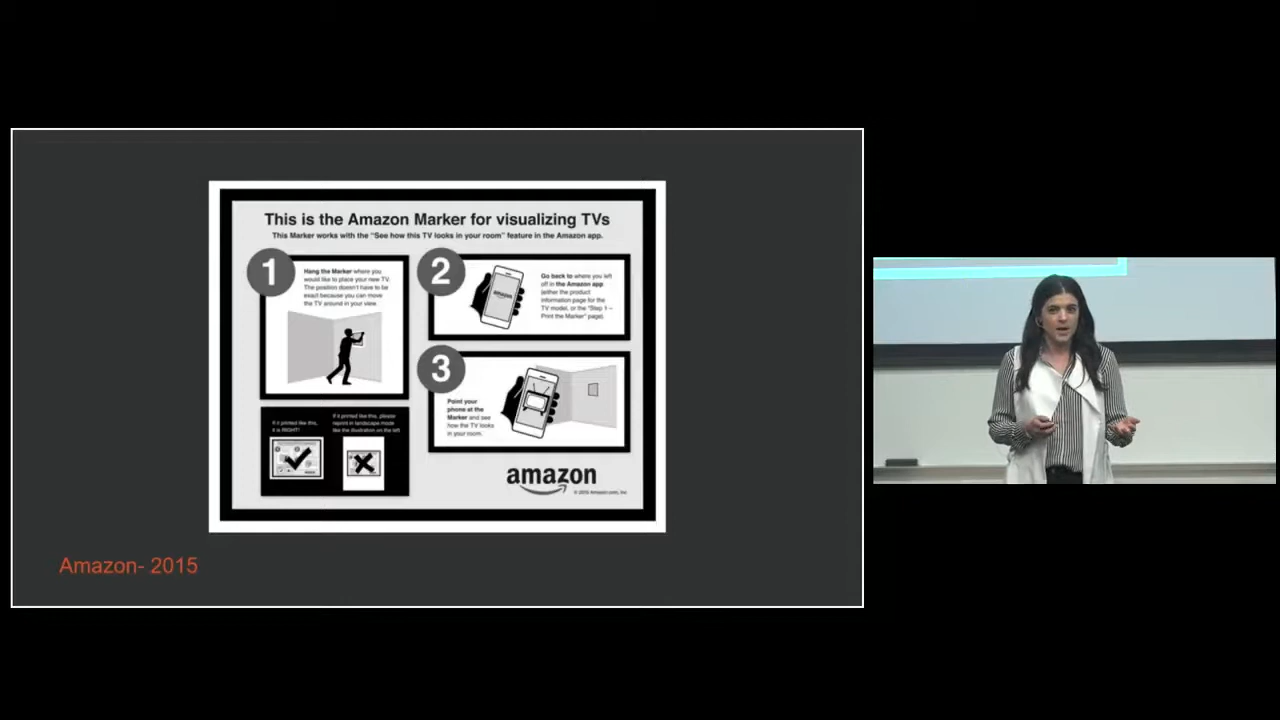 This is the Amazon Marker for visualizing TVs
This Marker works with the "See how this TV looks in your room" feature in the Amazon app.
1
Hang the Marker where you
would like to place your new TV.
The position doesn't have to be
exact because you can move
the TV around in your view.
2
Go back to where you left
off in the Amazon app
(either the product
information page for the
TV model, or the "Step 1 –
Print the Marker" page)
3
Point your
phone at the
Marker and see
how the TV looks
in your room.
If it printed like this,
it is RIGHT!
If it printed like this, please
reprint in landscape mode
like the illustration on the left
amazon
amazon
© 2015 Amazon.com, Inc
Amazon- 2015